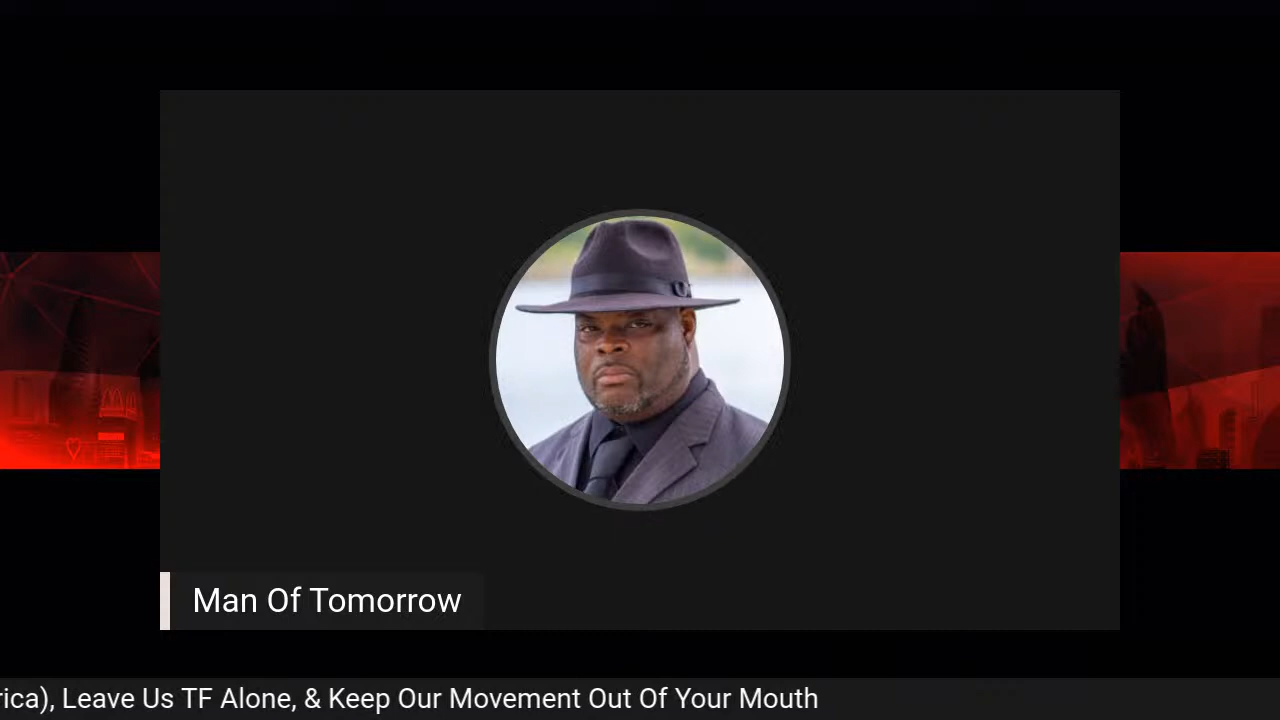 Man Of Tomorrow
rica), Leave Us TF Alone, & Keep Our Movement Out Of Your Mouth